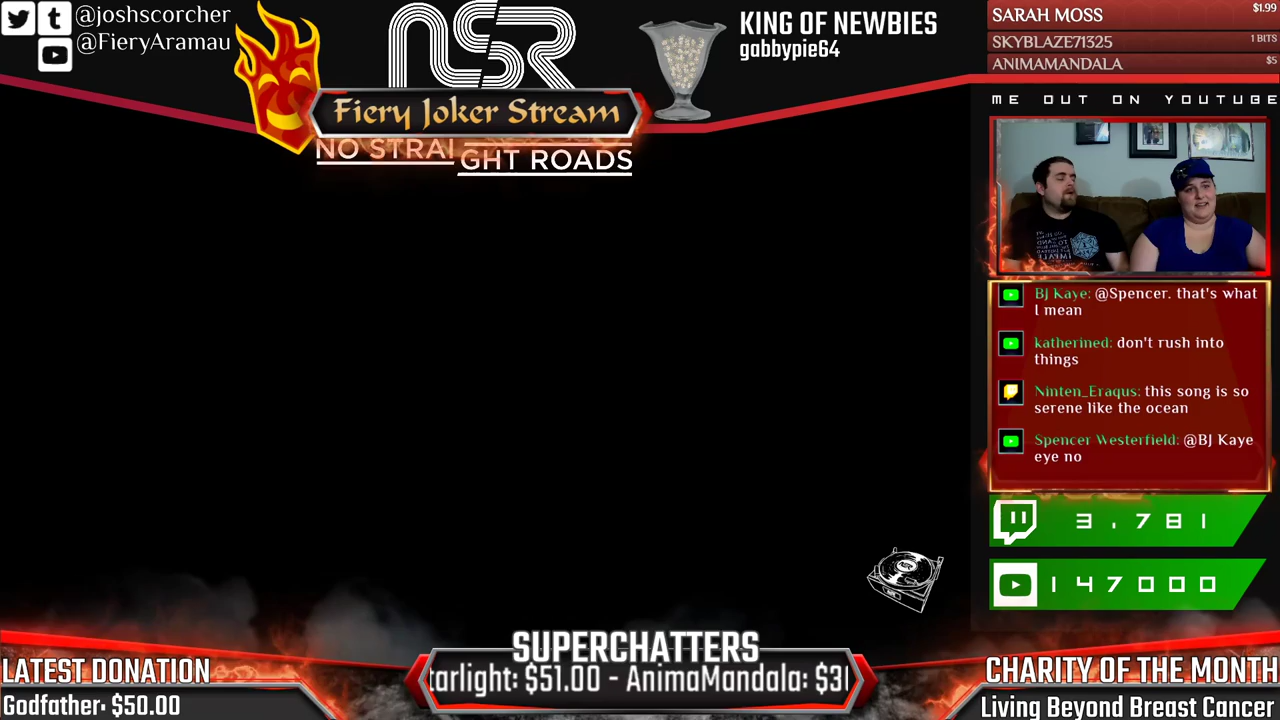 @joshscorcher
@FieryAramau
NSR
Fiery Joker Stream
NO STRAIGHT ROADS
KING OF NEWBIES
gabbypie64
SARAH MOSS $1.99
SKYBLAZE71325 1 BITS
ANIMAMANDALA $5
ME OUT ON YOUTUBE
BJ Kaye: @Spencer. that's what
I mean
katherined: don't rush into
things
Ninten_Eraqus: this song is so
serene like the ocean
Spencer Westerfield: @BJ Kaye
eye no
3,781
147000
SUPERCHATTERS
arlight: $51.00 - AnimaMandala: $3
LATEST DONATION
Godfather: $50.00
CHARITY OF THE MONTH
Living Beyond Breast Cancer